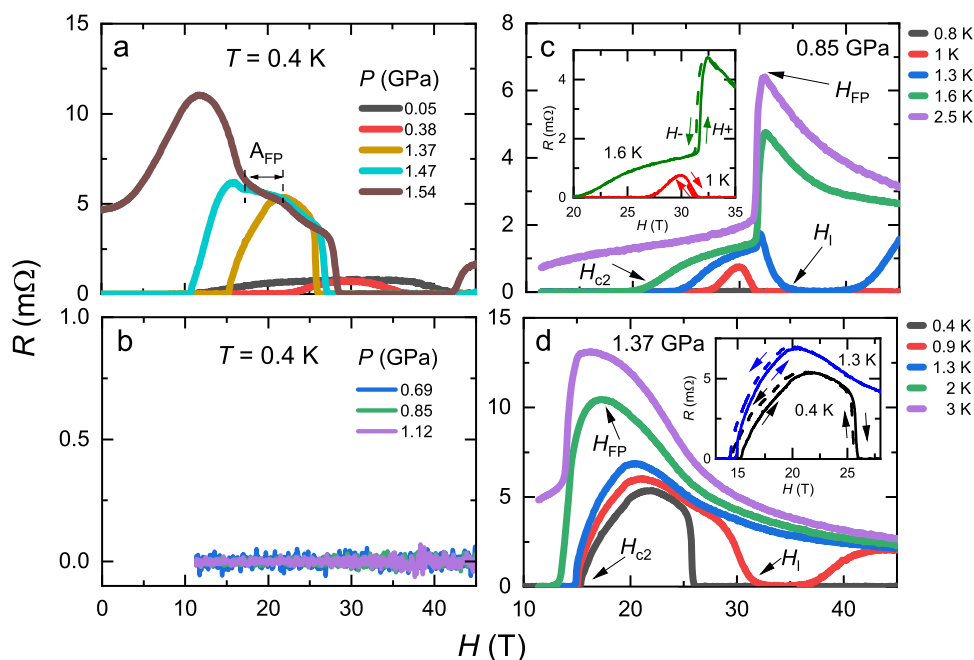 a
T = 0.4 K
P (GPa)
0.05
0.38
1.37
1.47
1.54
A_FP
15
10
5
0
b
T = 0.4 K
P (GPa)
0.69
0.85
1.12
1.0
0.5
0.0
0 10 20 30 40
R (mΩ)
c
0.85 GPa
0.8 K
1 K
1.3 K
1.6 K
2.5 K
H_FP
H_I
H_c2
8
6
4
2
0
R (mΩ)
4
2
0
H-
H+
1.6 K
1 K
20 25 30 35
H (T)
d
1.37 GPa
0.4 K
0.9 K
1.3 K
2 K
3 K
H_FP
H_c2
H_I
15
10
5
0
R (mΩ)
5
0
1.3 K
0.4 K
15 20 25
H (T)
10 20 30 40
H (T)